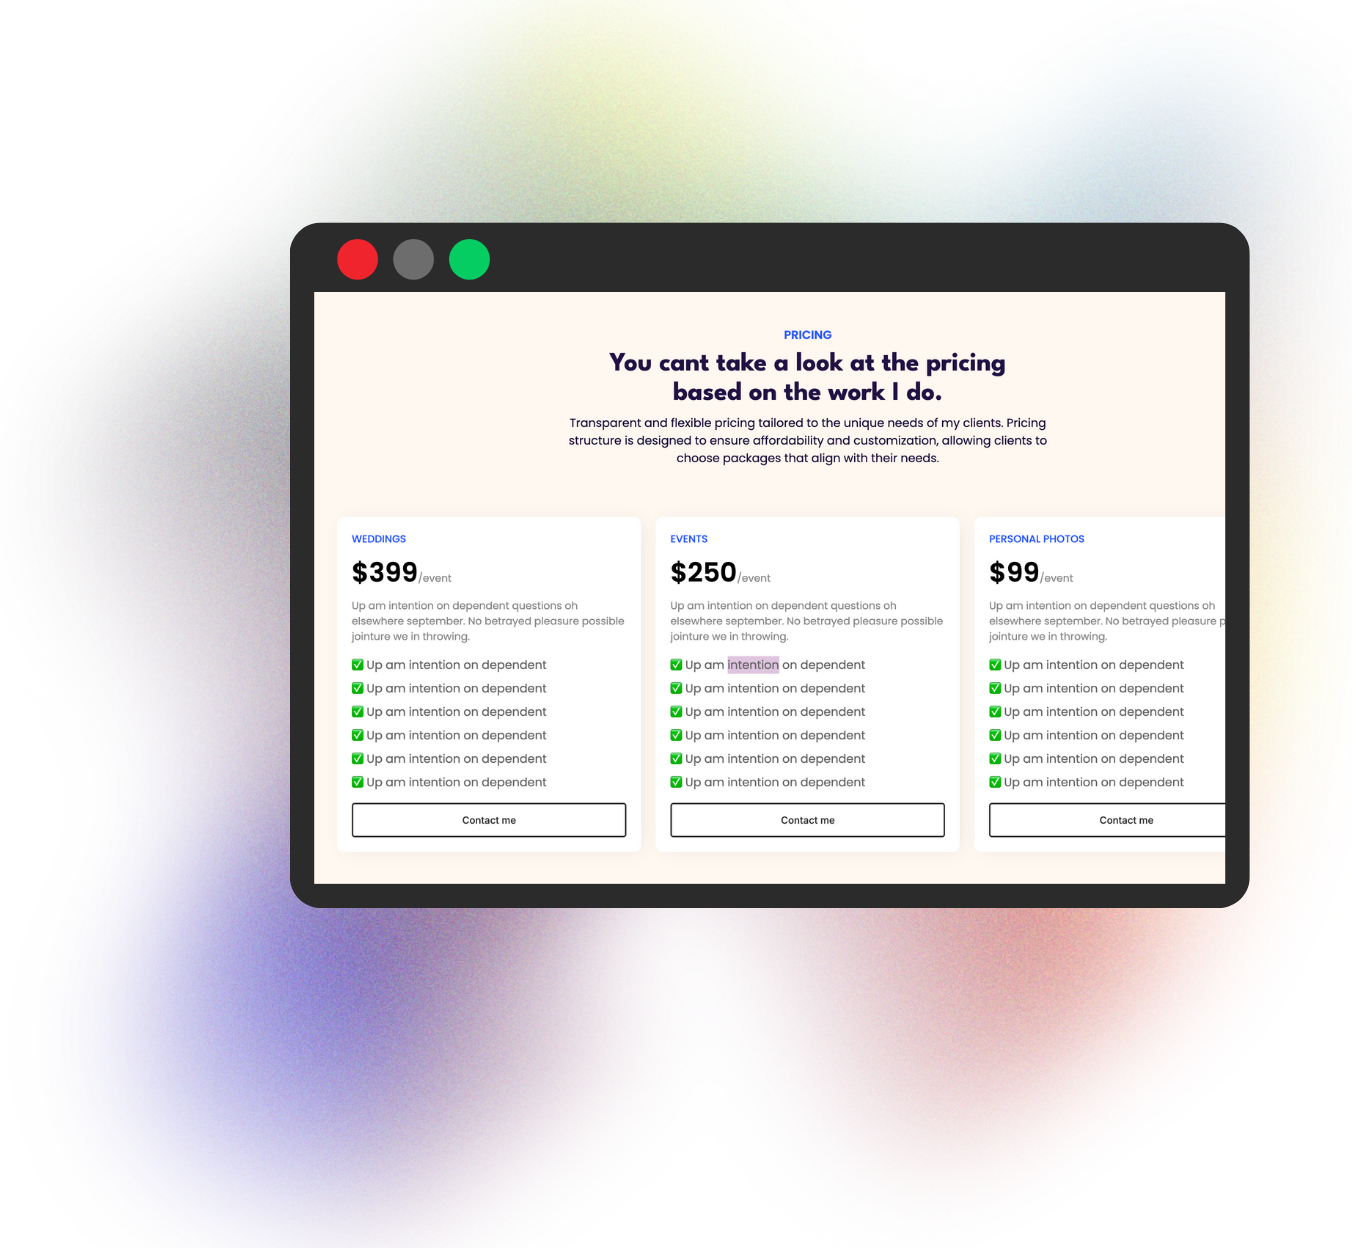 PRICING
You cant take a look at the pricing
based on the work I do.
Transparent and flexible pricing tailored to the unique needs of my clients. Pricing
structure is designed to ensure affordability and customization, allowing clients to
choose packages that align with their needs.
WEDDINGS
$399/event
Up am intention on dependent questions oh
elsewhere september. No betrayed pleasure possible
jointure we in throwing.
✅ Up am intention on dependent
✅ Up am intention on dependent
✅ Up am intention on dependent
✅ Up am intention on dependent
✅ Up am intention on dependent
✅ Up am intention on dependent
Contact me
EVENTS
$250/event
Up am intention on dependent questions oh
elsewhere september. No betrayed pleasure possible
jointure we in throwing.
✅ Up am intention on dependent
✅ Up am intention on dependent
✅ Up am intention on dependent
✅ Up am intention on dependent
✅ Up am intention on dependent
✅ Up am intention on dependent
Contact me
PERSONAL PHOTOS
$99/event
Up am intention on dependent questions oh
elsewhere september. No betrayed pleasure
jointure we in throwing.
✅ Up am intention on dependent
✅ Up am intention on dependent
✅ Up am intention on dependent
✅ Up am intention on dependent
✅ Up am intention on dependent
✅ Up am intention on dependent
Contact me